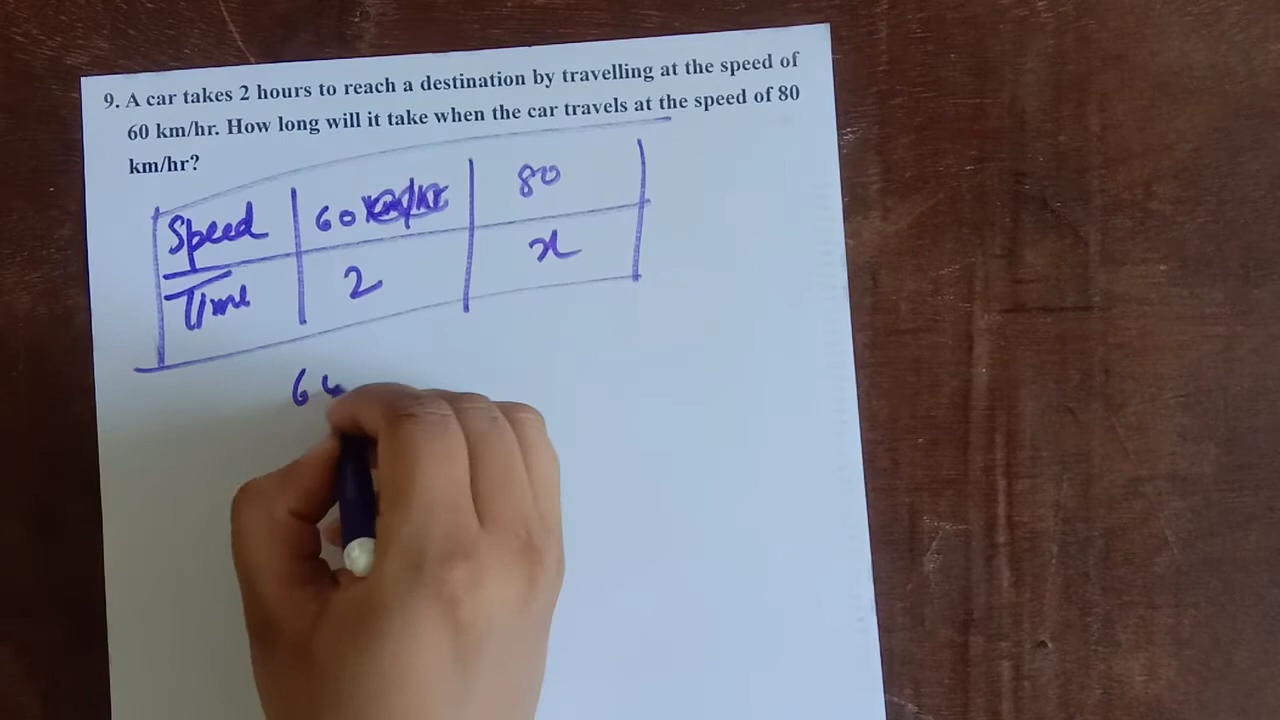 9. A car takes 2 hours to reach a destination by travelling at the speed of
60 km/hr. How long will it take when the car travels at the speed of 80
km/hr?
Speed 60 80
Time 2 x
6